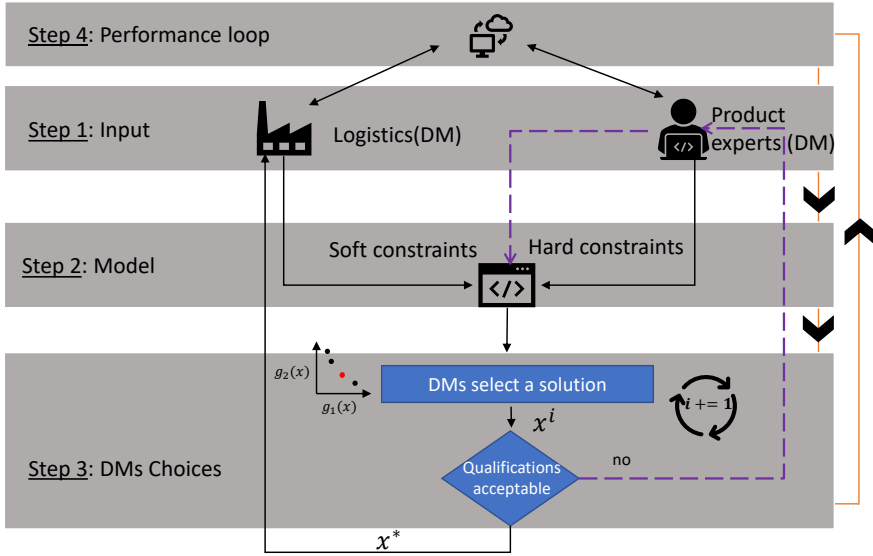 Step 4: Performance loop
Step 1: Input
Logistics(DM)
Product
experts (DM)
</>
Soft constraints
Hard constraints
Step 2: Model
</>
g₂(x)
g₁(x)
DMs select a solution
i += 1
xⁱ
Step 3: DMs Choices
Qualifications
acceptable
no
x*